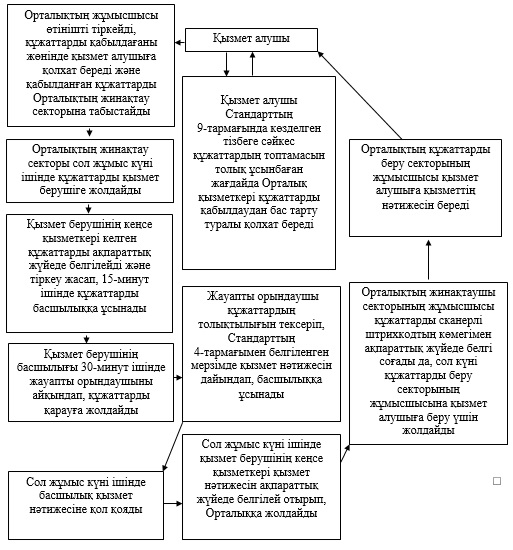 Қызмет алушы
Орталықтың жұмысшысы
өтінішті тіркейді,
құжаттарды қабылдағаны
жөнінде қызмет алушыға
қолхат береді және
қабылданған құжаттарды
Орталықтың жинақтау
секторына табыстайды
Қызмет алушы
Стандарттың
9-тармағында көзделген
тізбеге сәйкес
құжаттардың топтамасын
толық ұсынбаған
жағдайда Орталық
қызметкері құжаттарды
қабылдаудан бас тарту
туралы қолхат береді
Орталықтың жинақтау
секторы сол жұмыс күні
ішінде құжаттарды қызмет
берушіге жолдайды
Қызмет берушінің кеңсе
қызметкері келген
құжаттарды ақпараттық
жүйеде белгілейді және
тіркеу жасап, 15-минут
ішінде құжаттарды
басшылыққа ұсынады
Қызмет берушінің
басшылығы 30-минут ішінде
жауапты орындаушыны
айқындап, құжаттарды
қарауға жолдайды
Жауапты орындаушы
құжаттардың
толықтылығын тексеріп,
Стандарттың
4-тармағымен белгіленген
мерзімде қызмет нәтижесін
дайындап, басшылыққа
ұсынады
Сол жұмыс күні ішінде
басшылық қызмет
нәтижесіне қол қояды
Сол жұмыс күні ішінде
қызмет берушінің кеңсе
қызметкері қызмет
нәтижесін ақпараттық
жүйеде белгілей отырып,
Орталыққа жолдайды
Орталықтың жинақтаушы
секторының жұмысшысы
құжаттарды сканерлі
штрихкодтың көмегімен
ақпараттық жүйеде белгі
соғады да, сол күні
құжаттарды беру
секторының
жұмысшысына қызмет
алушыға беру үшін
жолдайды
Орталықтың құжаттарды
беру секторының
жұмысшысы қызмет
алушыға қызметтің
нәтижесін береді